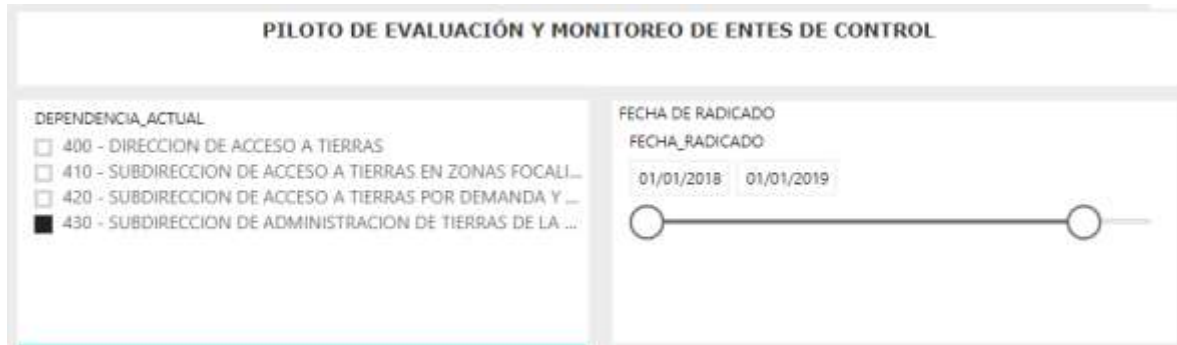 PILOTO DE EVALUACIÓN Y MONITOREO DE ENTES DE CONTROL
DEPENDENCIA_ACTUAL
400 - DIRECCION DE ACCESO A TIERRAS
410 - SUBDIRECCION DE ACCESO A TIERRAS EN ZONAS FOCALI...
420 - SUBDIRECCION DE ACCESO A TIERRAS POR DEMANDA Y ...
430 - SUBDIRECCION DE ADMINISTRACION DE TIERRAS DE LA ...
FECHA DE RADICADO
FECHA_RADICADO
01/01/2018 01/01/2019